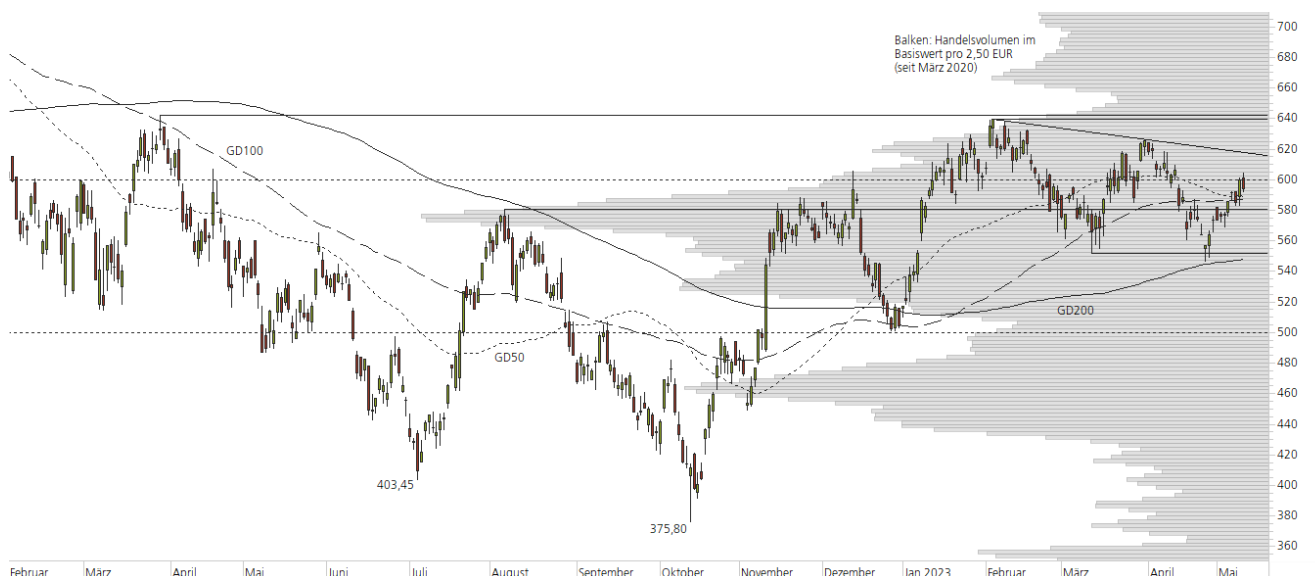 Balken: Handelsvolumen im
Basiswert pro 2,50 EUR
(seit März 2020)
GD100
GD50
GD200
403,45
375,80
700
680
660
640
620
600
580
560
540
520
500
480
460
440
420
400
380
360
Februar März April Mai Juni Juli August September Oktober November Dezember Jan 2023 Februar März April Mai